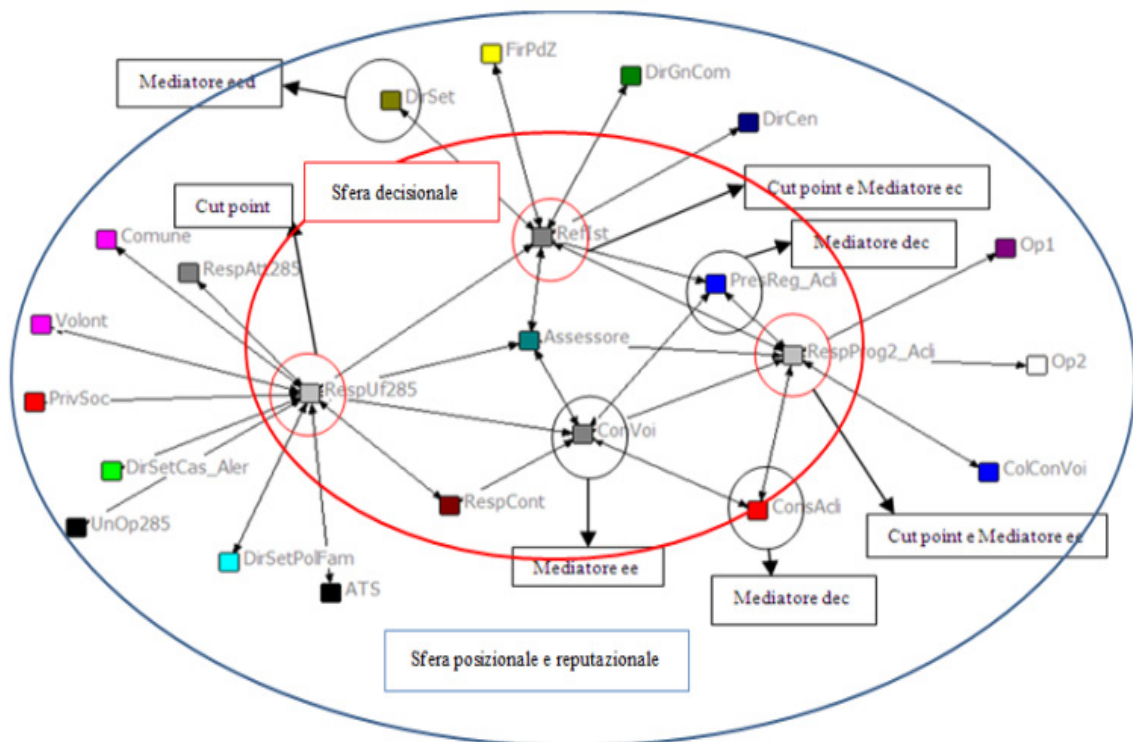 FirPdZ
DirGnCom
Mediatore ecd
DirSet
DirCen
Sfera decisionale
Cut point e Mediatore ec
Cut point
RefIst
Mediatore dec
Comune
RespAtt285
PresReg_Acli
Op1
Volont
Assessore
RespProg2_Acli
Op2
RespUf285
PrivSoc
ConVoi
DirSetCas_Aler
ColConVoi
RespCont
ConsAcli
UnOp285
Cut point e Mediatore ec
DirSetPolFam
Mediatore ee
ATS
Mediatore dec
Sfera posizionale e reputazionale